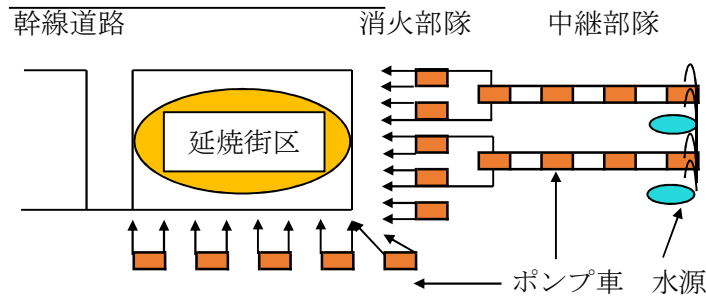 幹線道路
消火部隊
中継部隊
延焼街区
ポンプ車
水源